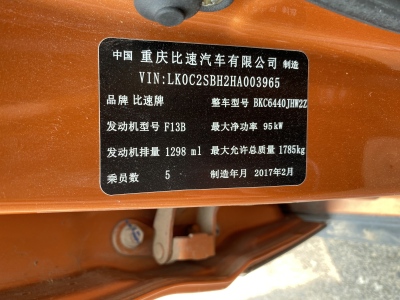 中国 重庆比速汽车有限公司 制造
VIN:LK0C2SBH2HA003965
品牌 比速牌 整车型号 BKC6440JHW2Z
发动机型号 F13B 最大净功率 95kW
发动机排量 1298 ml 最大允许总质量 1785kg
乘员数 5 制造年月 2017年2月